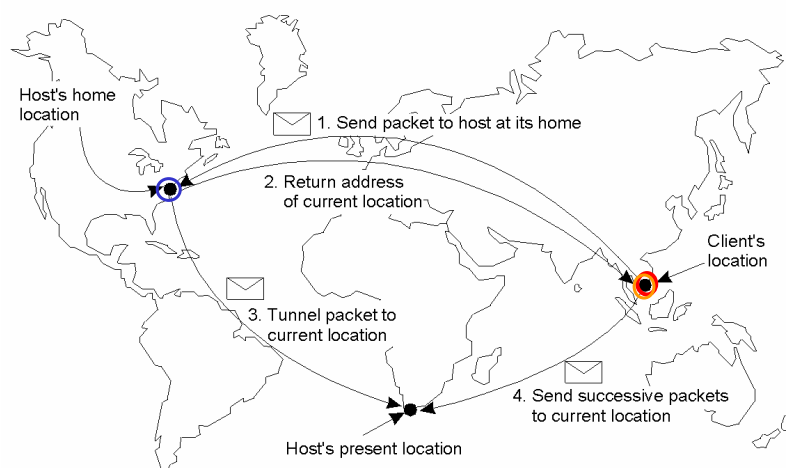 Host's home
location
1. Send packet to host at its home
2. Return address
of current location
Client's
location
3. Tunnel packet to
current location
4. Send successive packets
to current location
Host's present location